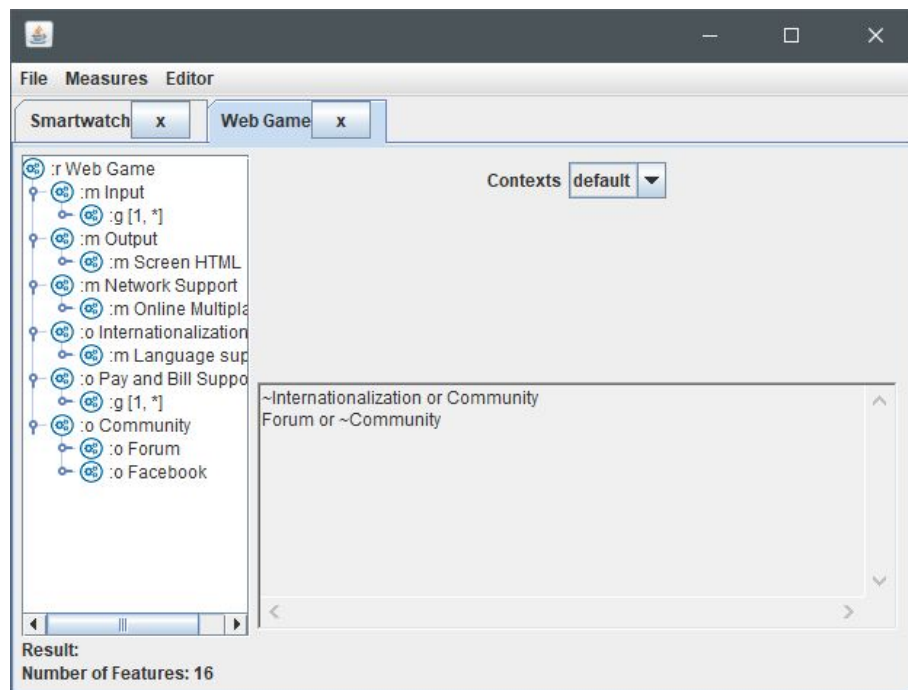 File Measures Editor
Smartwatch x Web Game x
:r Web Game
:m Input
:g [1, *]
:m Output
:m Screen HTML
:m Network Support
:m Online Multipla
:o Internationalization
:m Language sup
:o Pay and Bill Suppo
:g [1, *]
:o Community
:o Forum
:o Facebook
Contexts default
~Internationalization or Community
Forum or ~Community
Result:
Number of Features: 16